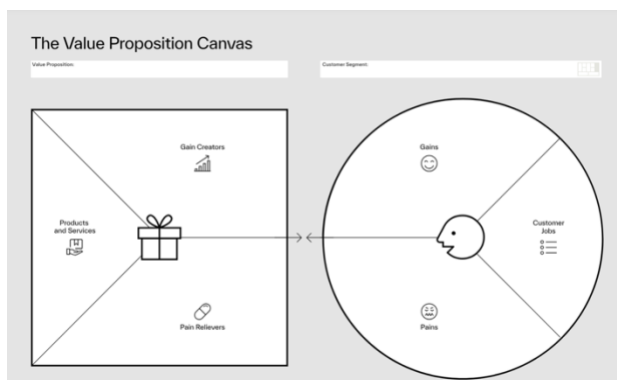 The Value Proposition Canvas
Value Proposition:
Customer Segment:
Gain Creators
Gains
Products
and Services
Customer
Jobs
Pain Relievers
Pains